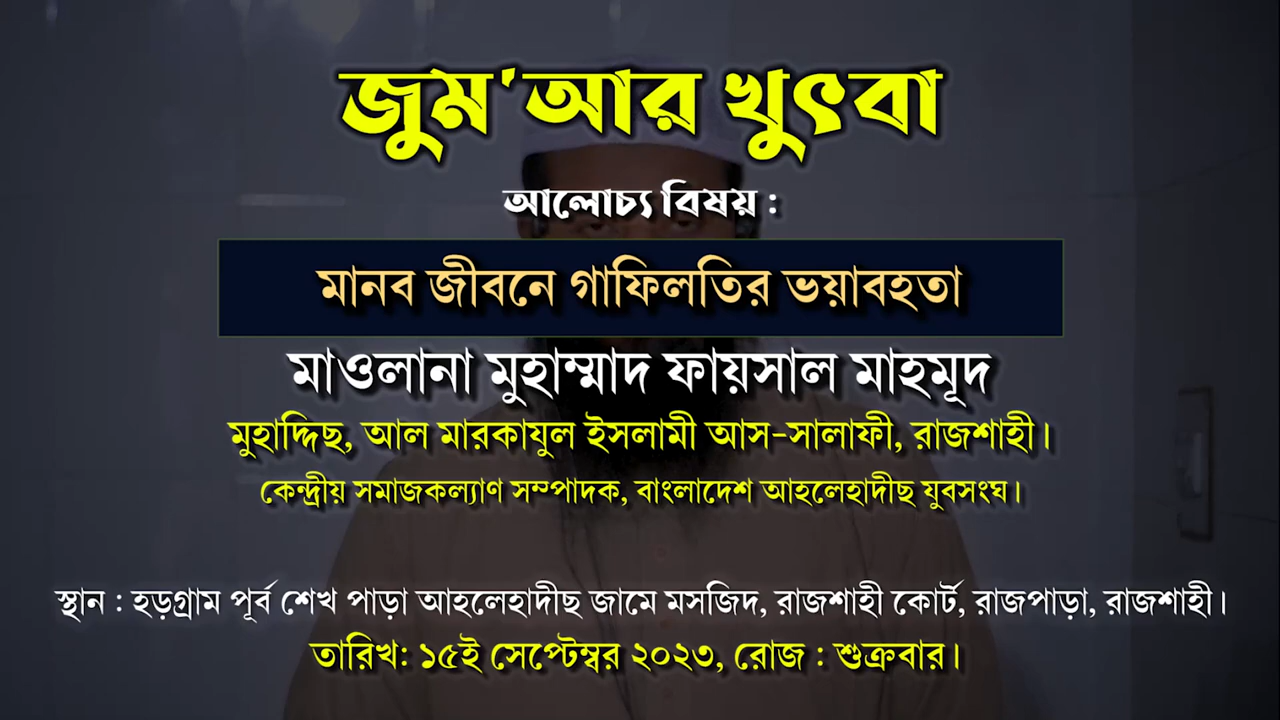 জুম'আর খুৎবা
আলোচ্য বিষয় :
মানব জীবনে গাফিলতির ভয়াবহতা
মাওলানা মুহাম্মাদ ফায়সাল মাহমূদ
মুহাদ্দিছ, আল মারকাযুল ইসলামী আস-সালাফী, রাজশাহী।
কেন্দ্রীয় সমাজকল্যাণ সম্পাদক, বাংলাদেশ আহলেহাদীছ যুবসংঘ।
স্থান : হড়গ্রাম পূর্ব শেখ পাড়া আহলেহাদীছ জামে মসজিদ, রাজশাহী কোর্ট, রাজপাড়া, রাজশাহী।
তারিখ: ১৫ই সেপ্টেম্বর ২০২৩, রোজ : শুক্রবার।